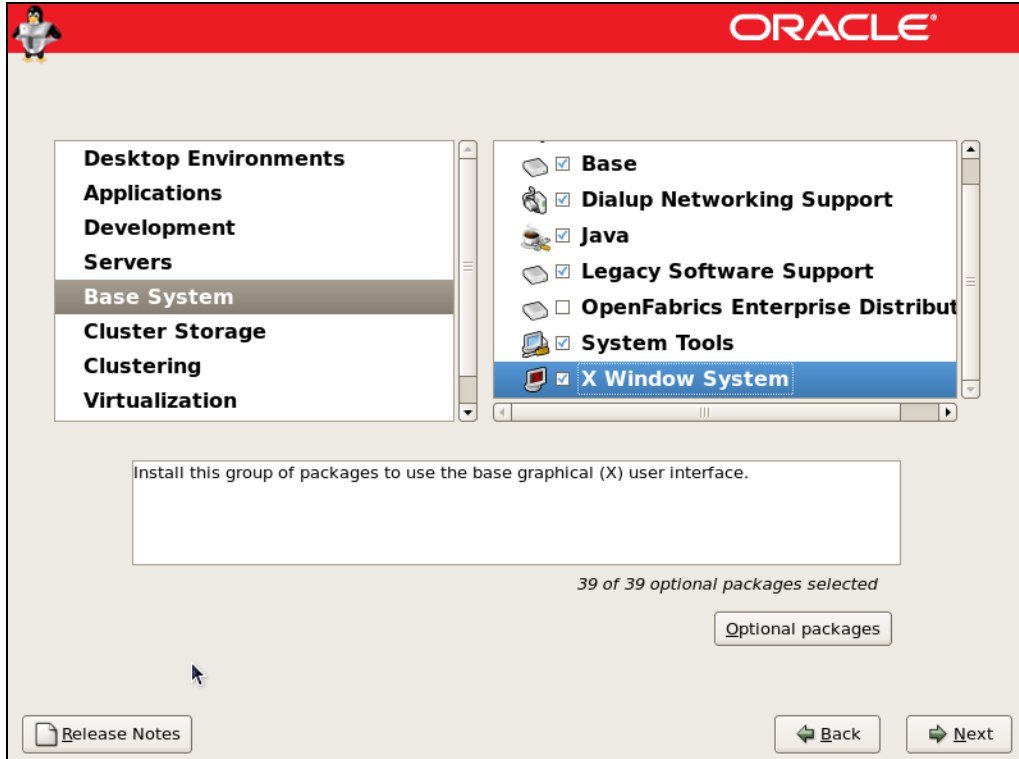 ORACLE®
Desktop Environments
Applications
Development
Servers
Base System
Cluster Storage
Clustering
Virtualization
Base
Dialup Networking Support
Java
Legacy Software Support
OpenFabrics Enterprise Distribut
System Tools
X Window System
Install this group of packages to use the base graphical (X) user interface.
39 of 39 optional packages selected
Optional packages
Release Notes
Back
Next